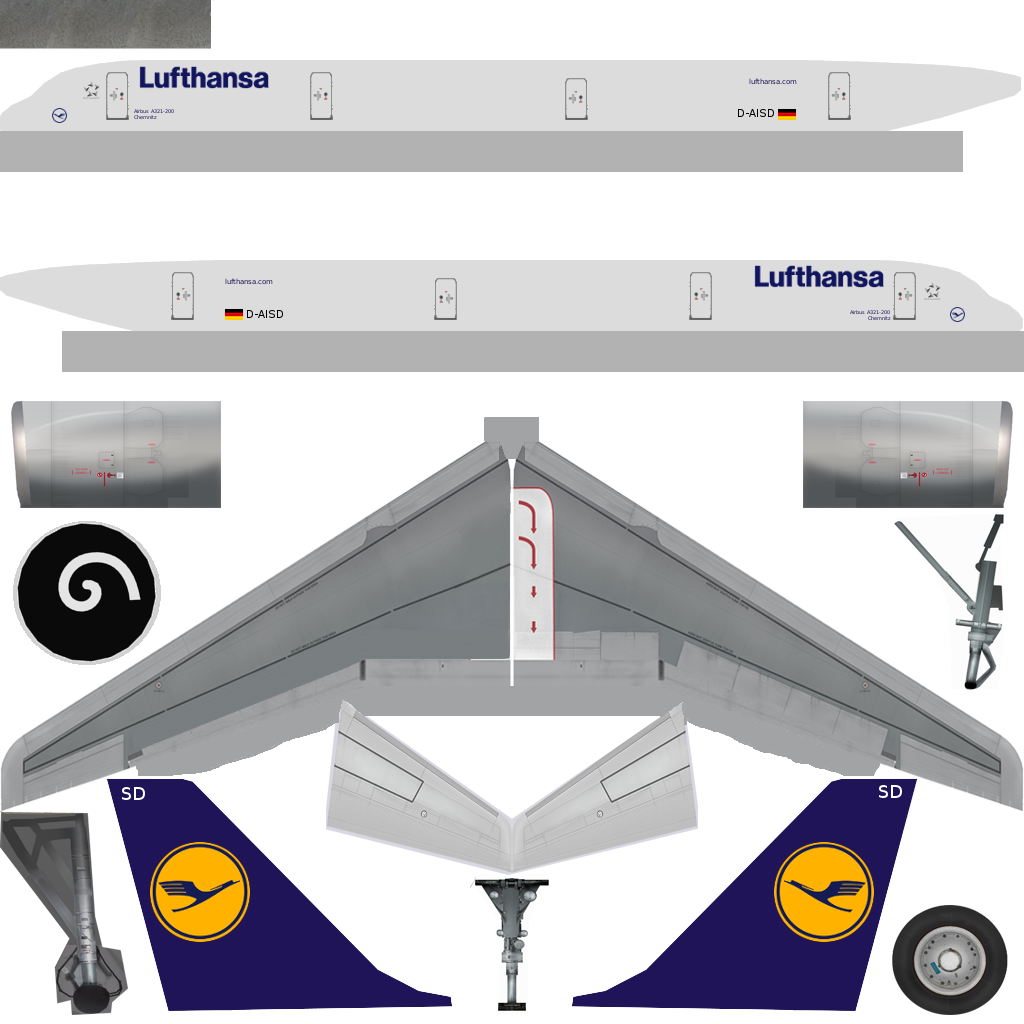 Lufthansa
lufthansa.com
Airbus A321-200
Chemnitz
D-AISD
Lufthansa
lufthansa.com
D-AISD
Airbus A321-200
Chemnitz
SD
SD